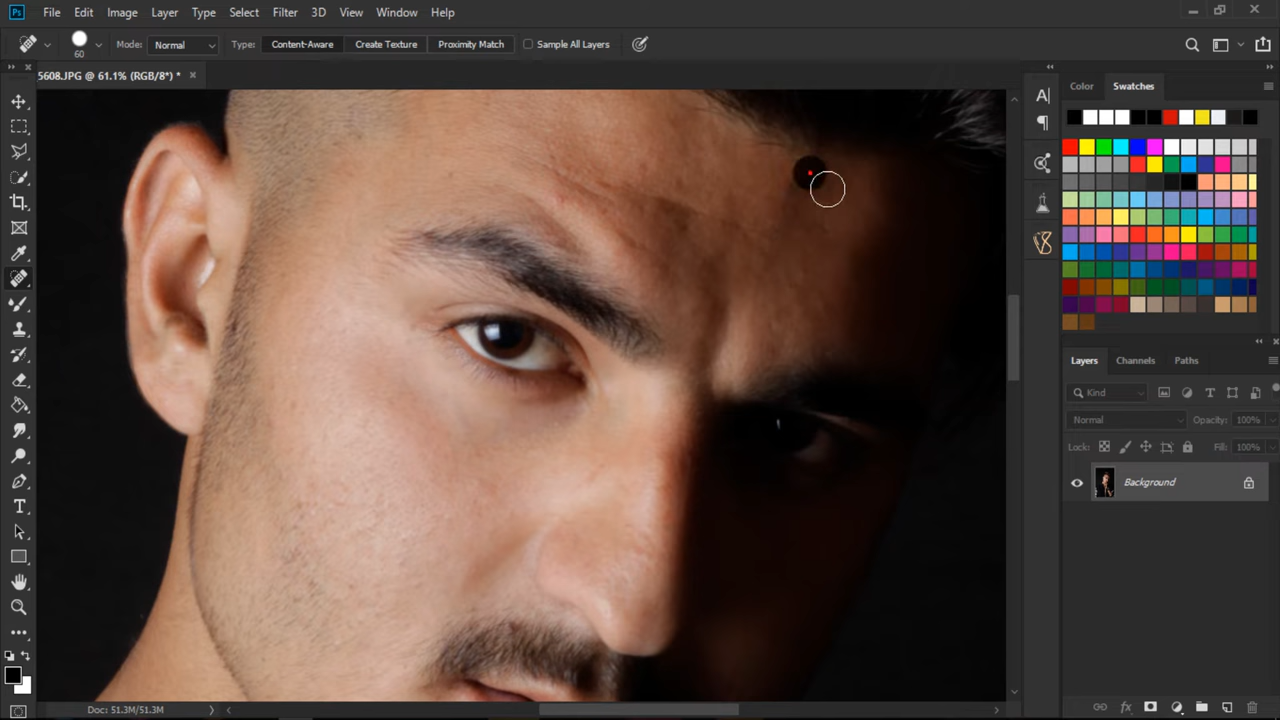 Ps File Edit Image Layer Type Select Filter 3D View Window Help
60 Mode: Normal Type: Content-Aware Create Texture Proximity Match Sample All Layers
5608.JPG @ 61.1% (RGB/8*) * ×
Color Swatches
Layers Channels Paths
Kind
Normal Opacity: 100%
Lock: Fill: 100%
Background
fx
Doc: 51.3M/51.3M